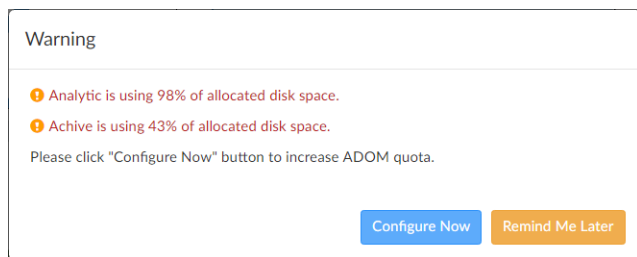 Warning
Analytic is using 98% of allocated disk space.
Achive is using 43% of allocated disk space.
Please click "Configure Now" button to increase ADOM quota.
Configure Now
Remind Me Later